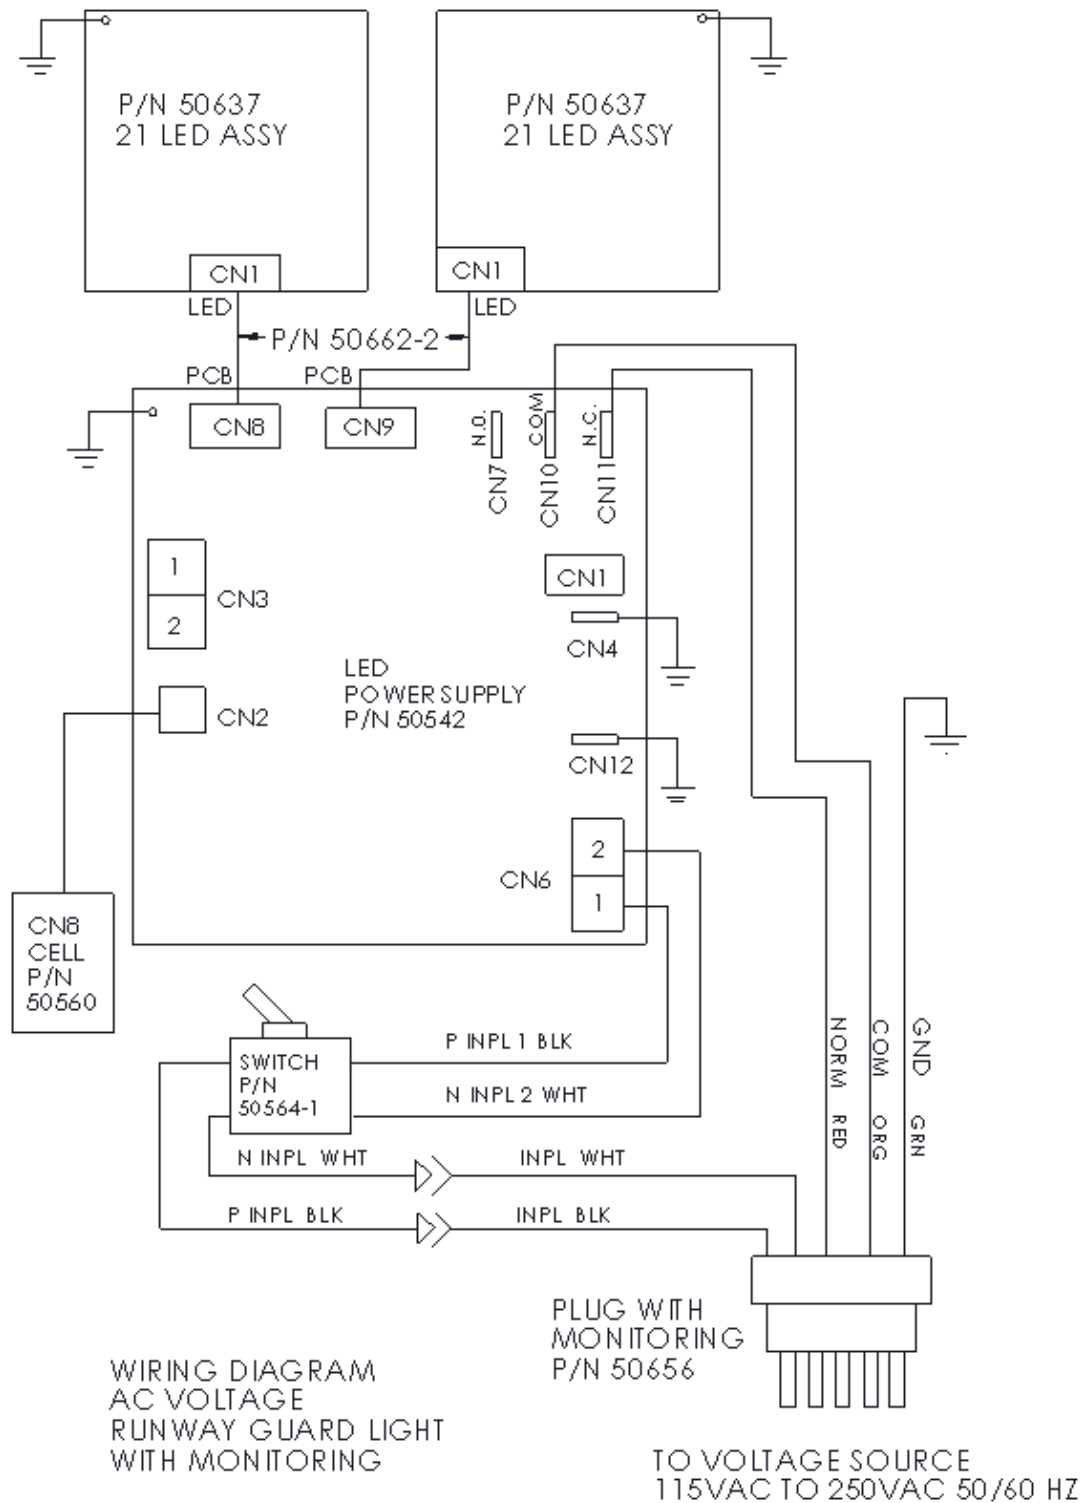 P/N 50637
21 LED ASSY
P/N 50637
21 LED ASSY
CN1
CN1
LED
LED
P/N 50662-2
PCB
PCB
CN8
CN9
N.O.
CN7
COM
CN10
N.C.
CN11
1
2
CN3
CN1
CN4
LED
POWER SUPPLY
P/N 50542
CN2
CN12
2
1
CN6
CN8
CELL
P/N
50560
SWITCH
P/N
50564-1
P INPL 1 BLK
N INPL 2 WHT
N INPL WHT
INPL WHT
P INPL BLK
INPL BLK
NORM RED
COM ORG
GND GRN
PLUG WITH
MONITORING
P/N 50656
WIRING DIAGRAM
AC VOLTAGE
RUNWAY GUARD LIGHT
WITH MONITORING
TO VOLTAGE SOURCE
115VAC TO 250VAC 50/60 HZ